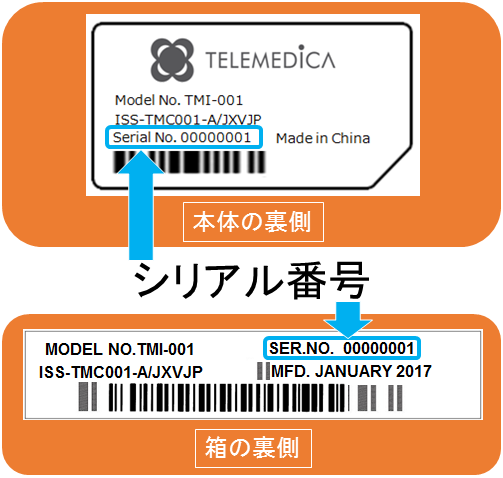 TELEMEDICA
Model No. TMI-001
ISS-TMC001-A/JXVJP
Serial No. 00000001 Made in China
本体の裏側
シリアル番号
MODEL NO.TMI-001 SER.NO. 00000001
ISS-TMC001-A/JXVJP MFD. JANUARY 2017
箱の裏側